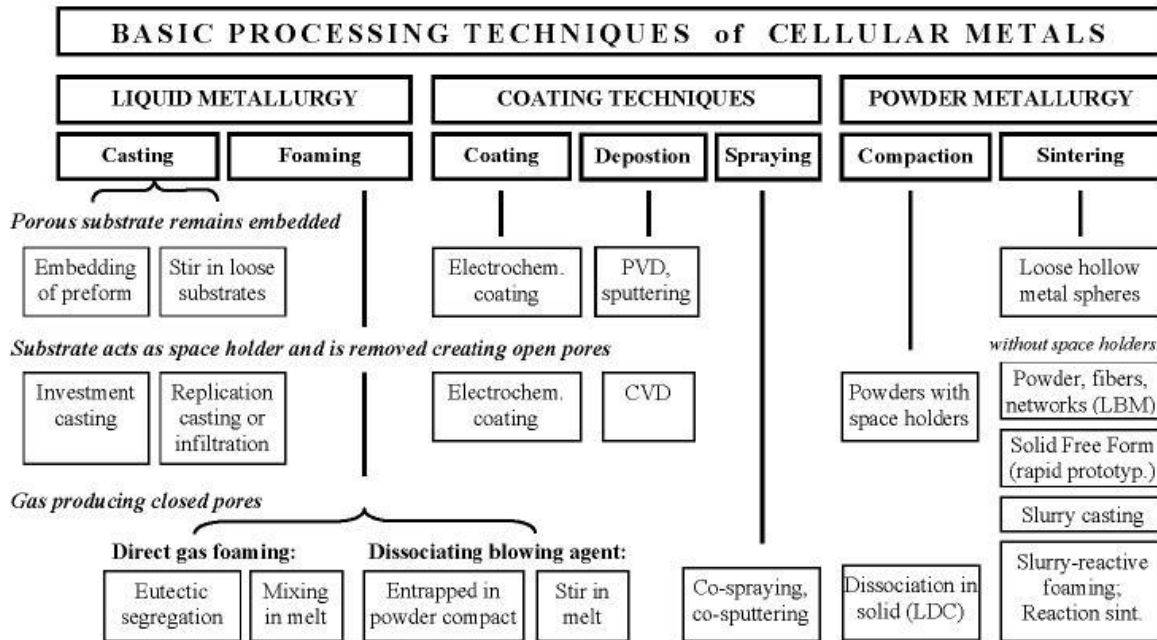 BASIC PROCESSING TECHNIQUES of CELLULAR METALS
LIQUID METALLURGY
COATING TECHNIQUES
POWDER METALLURGY
Casting
Foaming
Coating
Depostion
Spraying
Compaction
Sintering
Porous substrate remains embedded
Embedding
of preform
Stir in loose
substrates
Electrochem.
coating
PVD,
sputtering
Loose hollow
metal spheres
Substrate acts as space holder and is removed creating open pores
without space holders:
Investment
casting
Replication
casting or
infiltration
Electrochem.
coating
CVD
Powders with
space holders
Powder, fibers,
networks (LBM)
Solid Free Form
(rapid prototyp.)
Slurry casting
Gas producing closed pores
Direct gas foaming:
Dissociating blowing agent:
Eutectic
segregation
Mixing
in melt
Entrapped in
powder compact
Stir in
melt
Co-spraying,
co-sputtering
Dissociation in
solid (LDC)
Slurry-reactive
foaming;
Reaction sint.